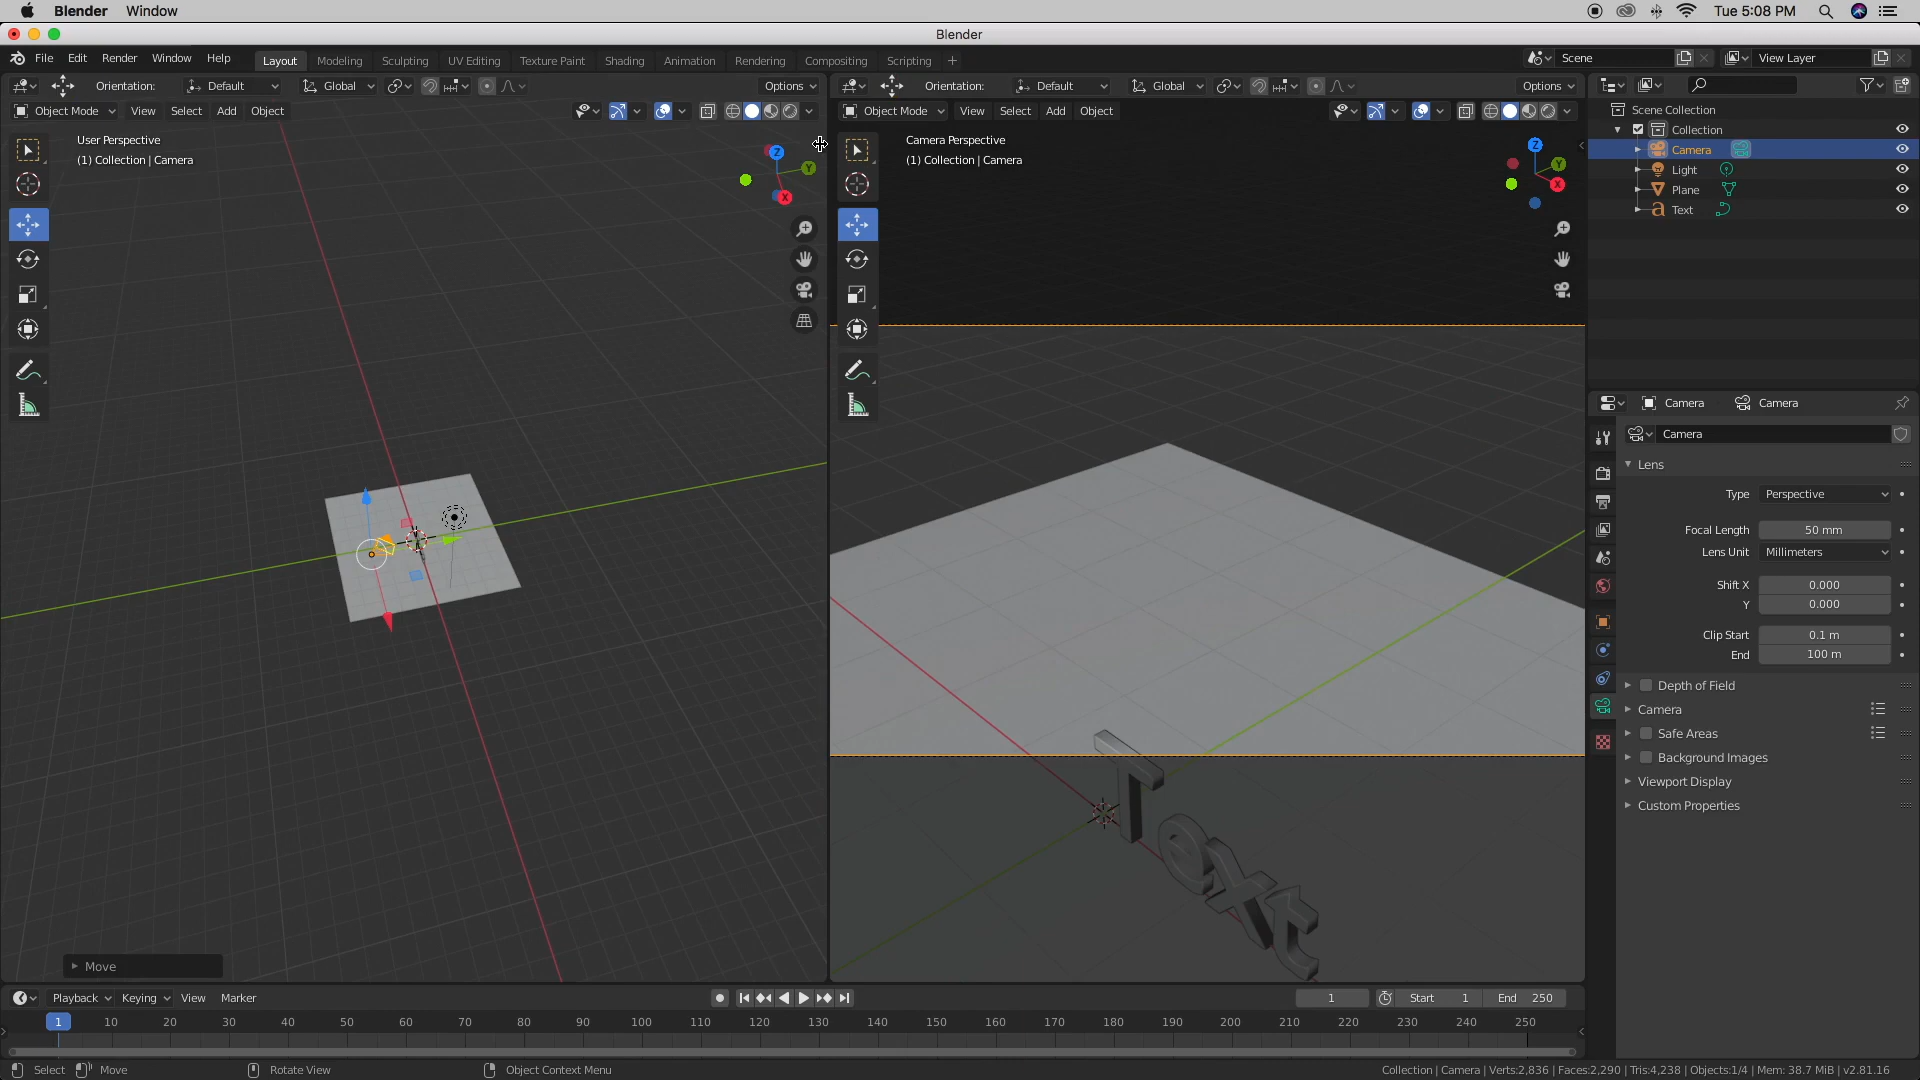 Blender Window Tue 5:08 PM
Blender
File Edit Render Window Help Layout Modeling Sculpting UV Editing Texture Paint Shading Animation Rendering Compositing Scripting + Scene View Layer
Orientation: Default Global Options
Orientation: Default Global Options
Object Mode View Select Add Object
Object Mode View Select Add Object
User Perspective
(1) Collection | Camera
Z
Y
X
Camera Perspective
(1) Collection | Camera
Z
Y
X
Text
Move
Scene Collection
Collection
Camera
Light
Plane
Text
Camera Camera
Camera
Lens
Type Perspective
Focal Length 50 mm
Lens Unit Millimeters
Shift X 0.000
Y 0.000
Clip Start 0.1 m
End 100 m
Depth of Field
Camera
Safe Areas
Background Images
Viewport Display
Custom Properties
Playback Keying View Marker 1 Start 1 End 250
1 10 20 30 40 50 60 70 80 90 100 110 120 130 140 150 160 170 180 190 200 210 220 230 240 250
Select Move Rotate View Object Context Menu Collection | Camera | Verts:2,836 | Faces:2,290 | Tris:4,238 | Objects:1/4 | Mem: 38.7 MiB | v2.81.16